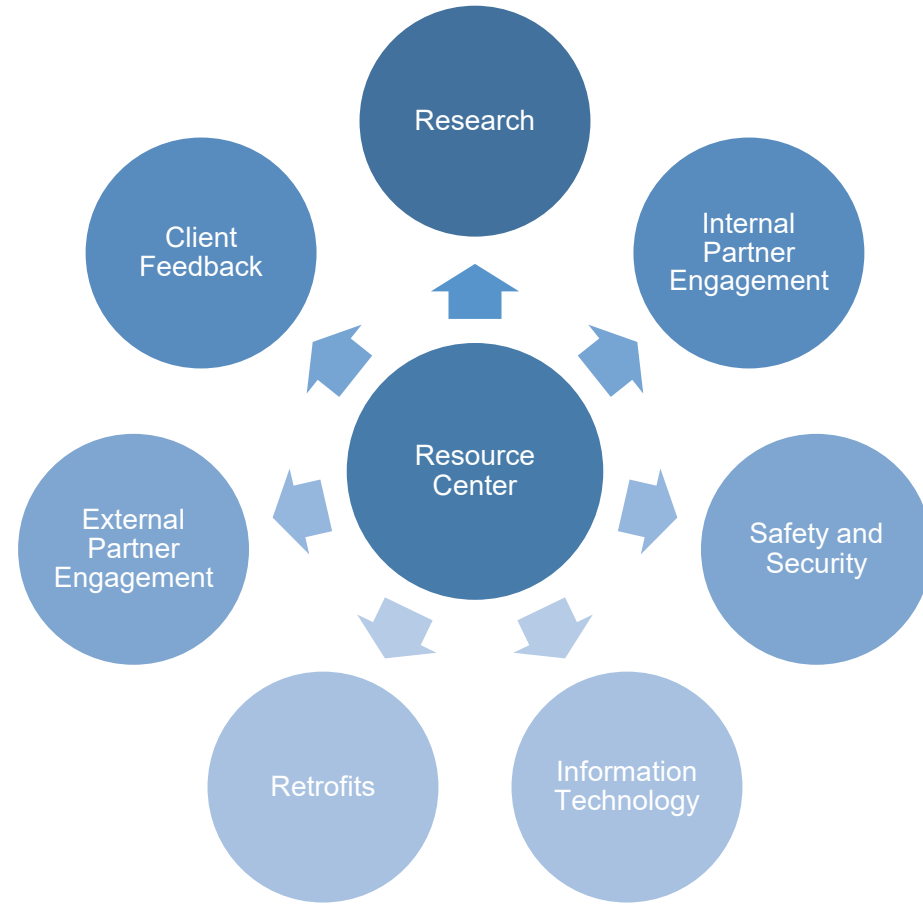 Research
Client
Feedback
Internal
Partner
Engagement
Resource
Center
External
Partner
Engagement
Safety and
Security
Retrofits
Information
Technology